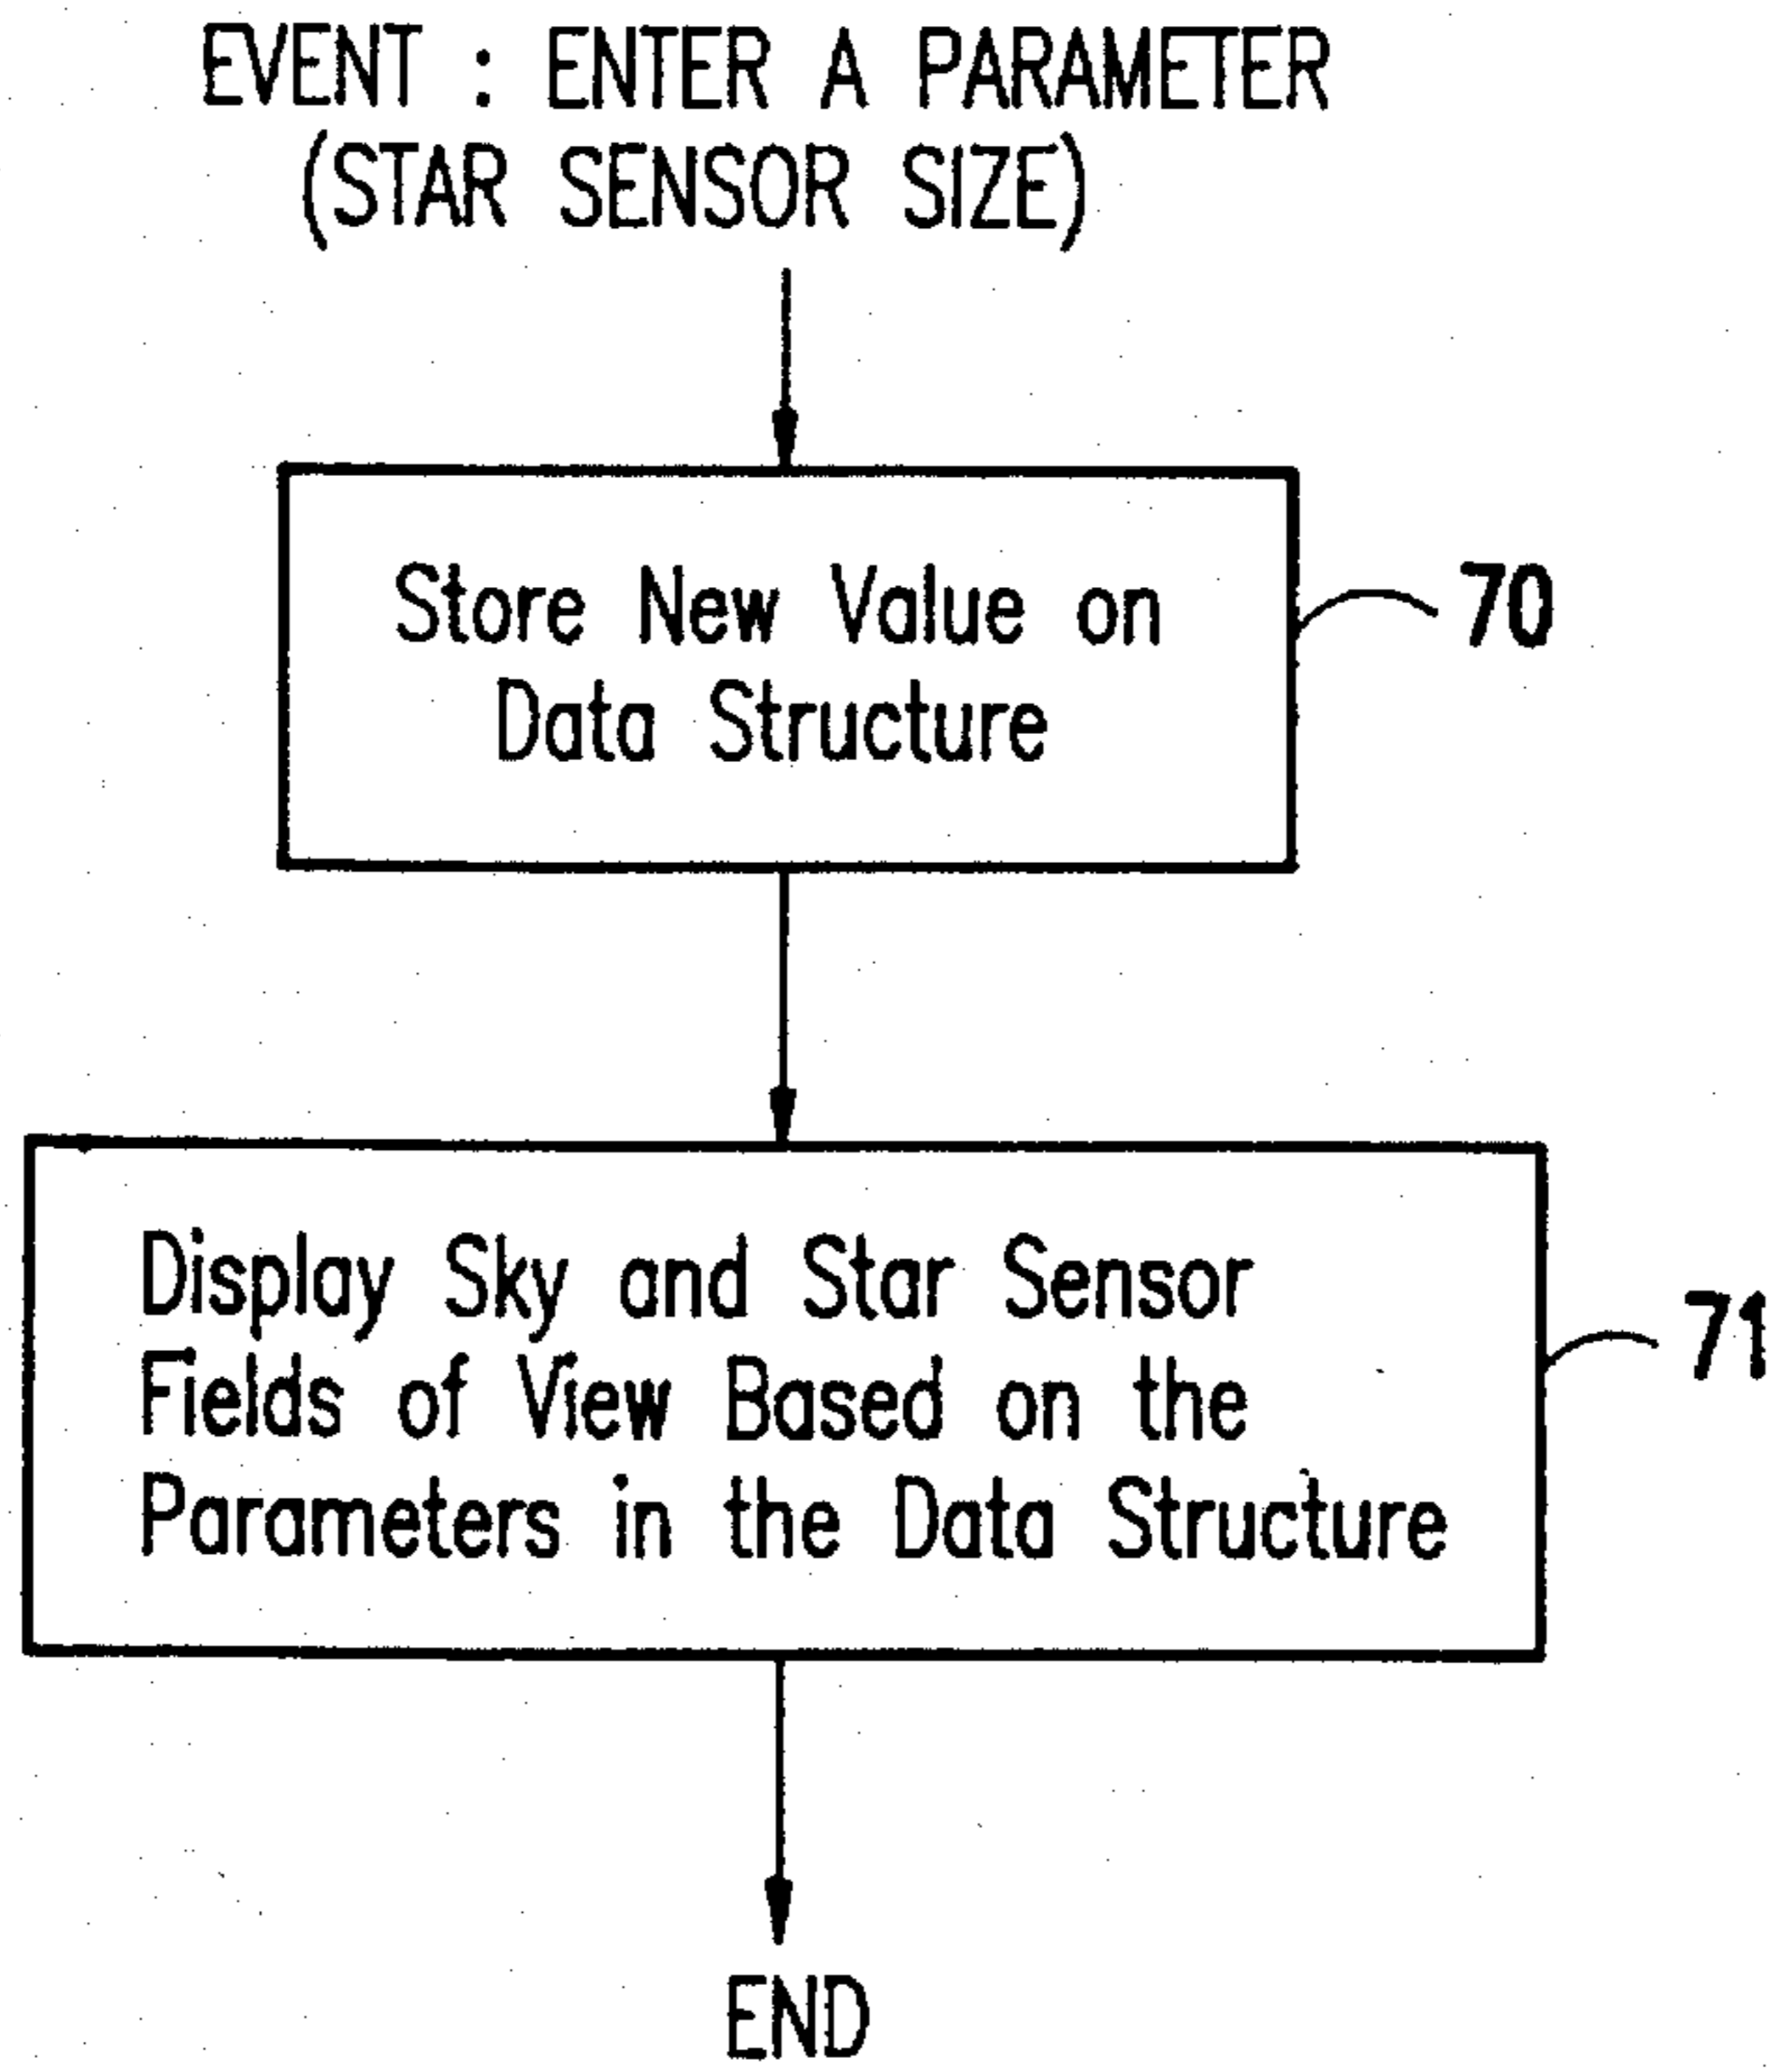 EVENT : ENTER A PARAMETER
(STAR SENSOR SIZE)
Store New Value on
Data Structure
70
Display Sky and Star Sensor
Fields of View Based on the
Parameters in the Data Structure
71
END